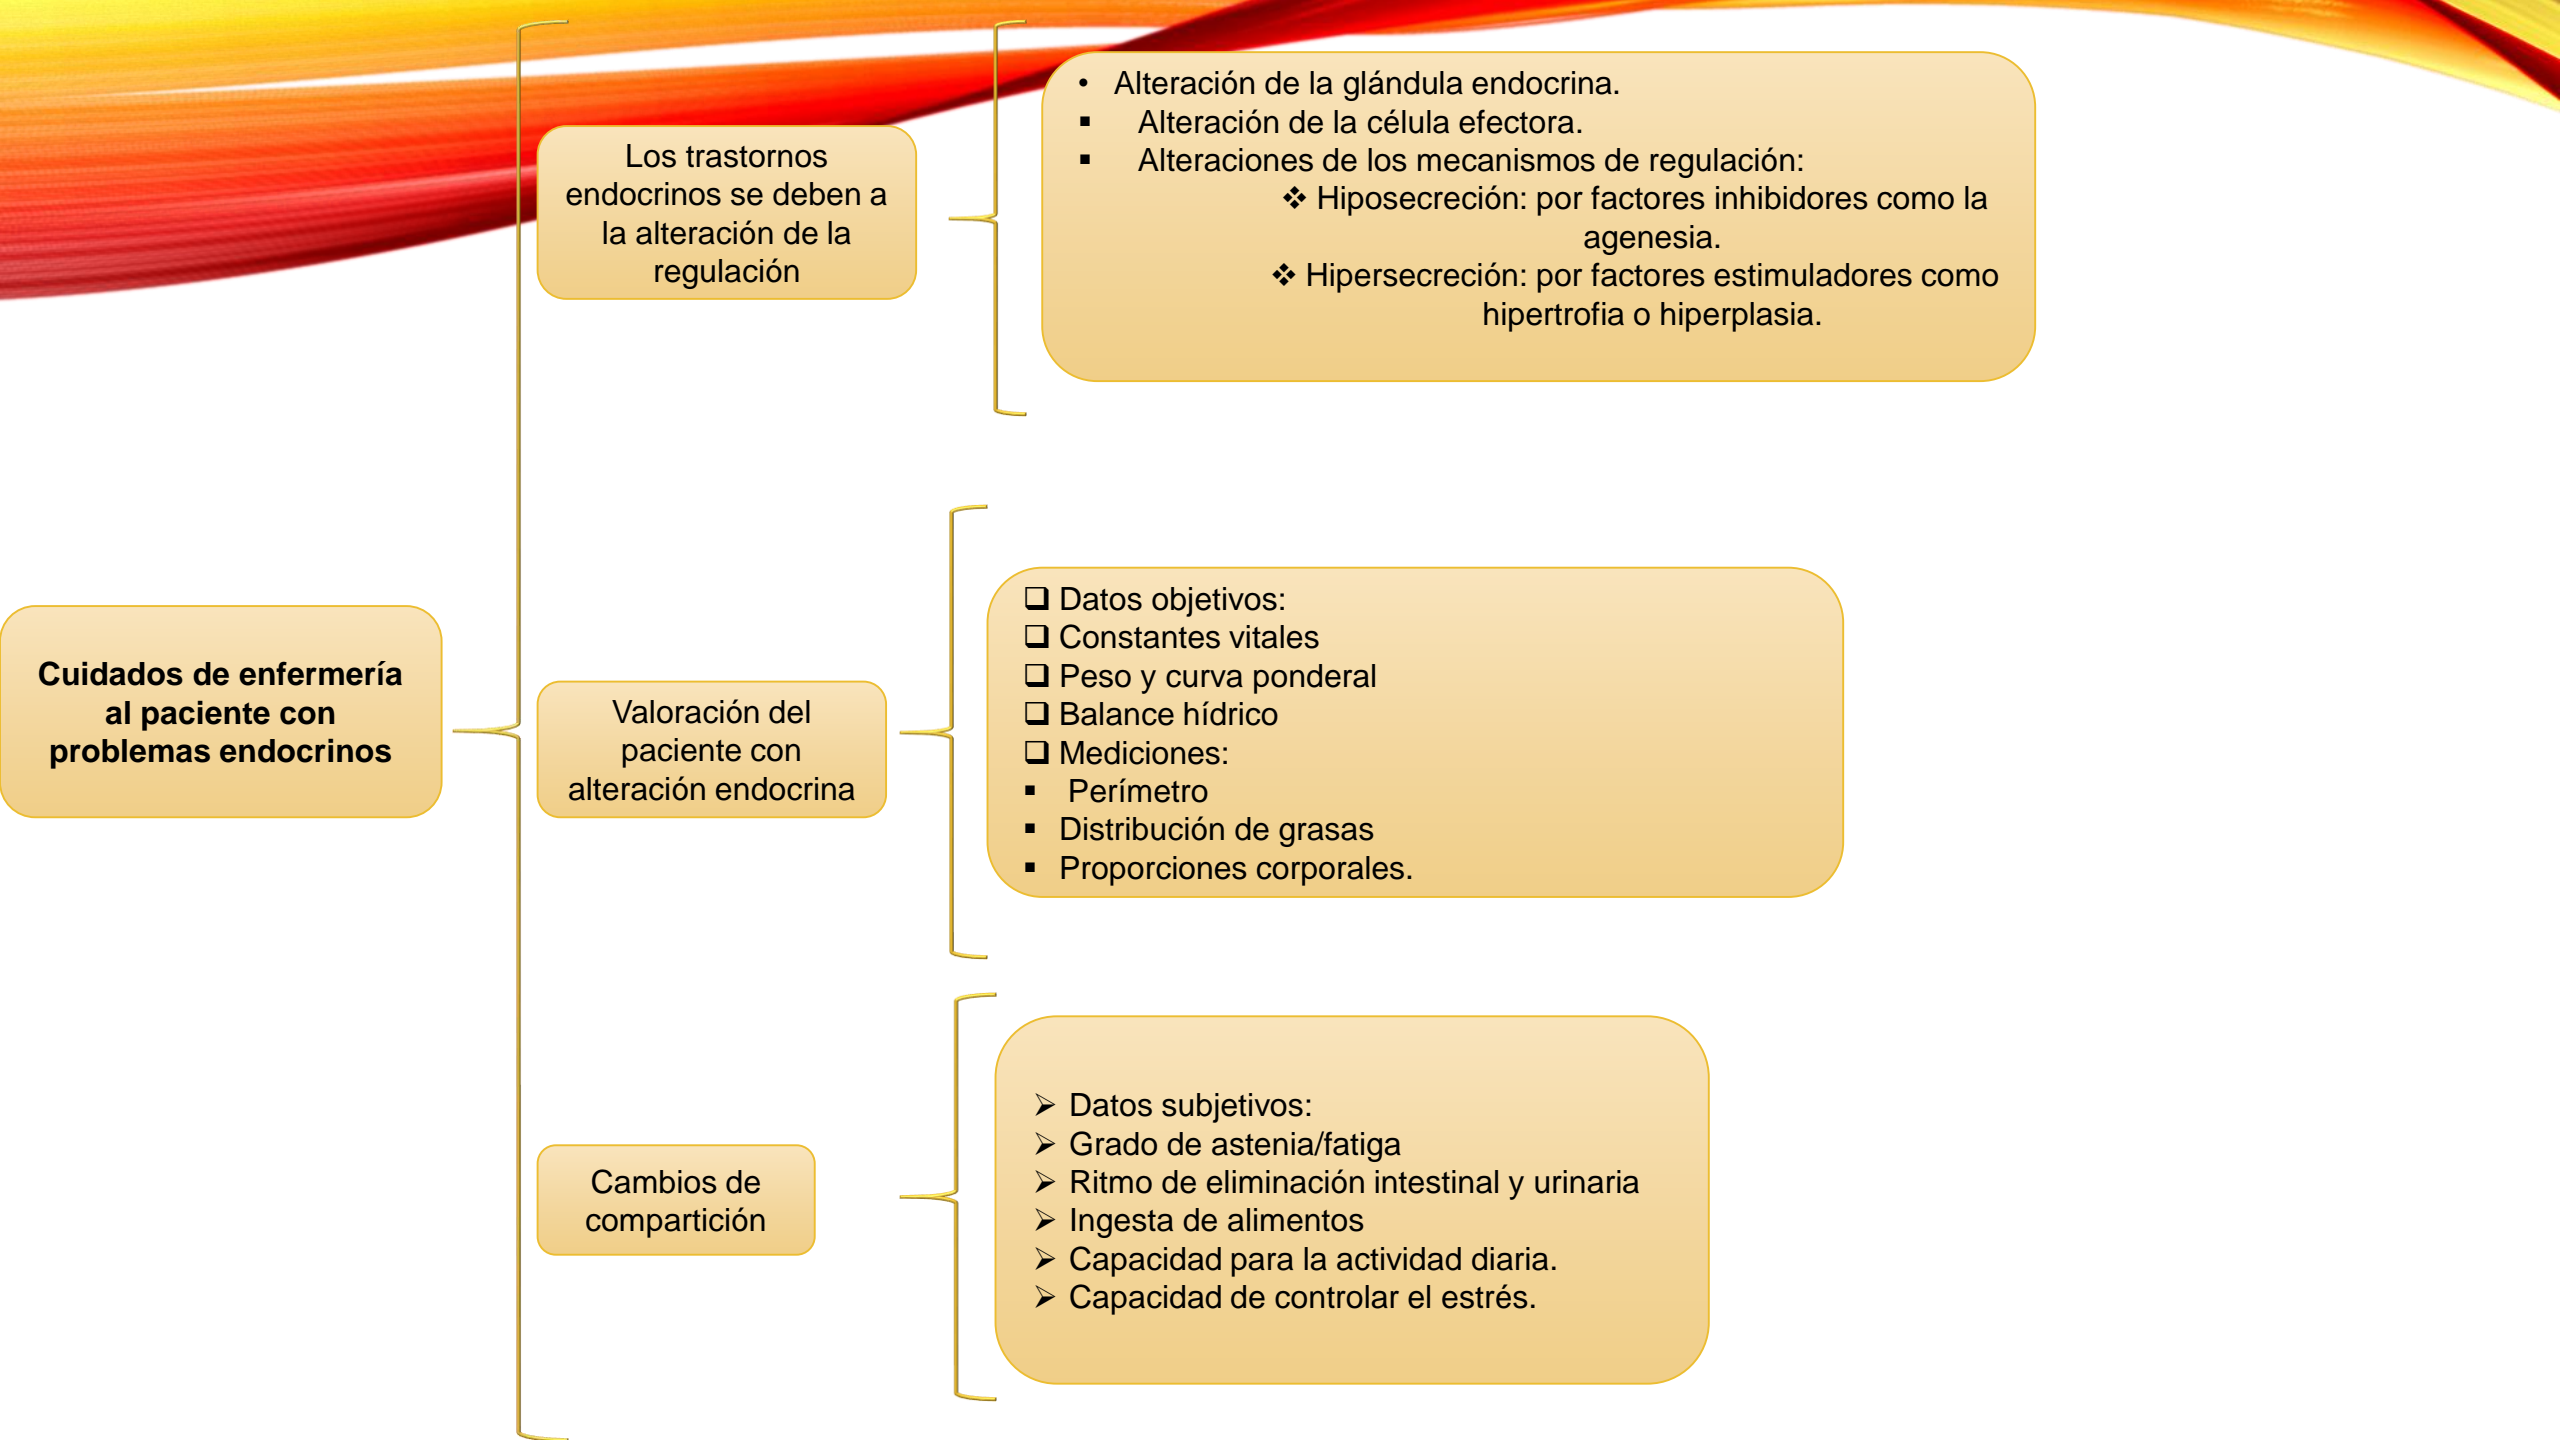 Cuidados de enfermería
al paciente con
problemas endocrinos
Los trastornos
endocrinos se deben a
la alteración de la
regulación
• Alteración de la glándula endocrina.
▪ Alteración de la célula efectora.
▪ Alteraciones de los mecanismos de regulación:
❖ Hiposecreción: por factores inhibidores como la
agenesia.
❖ Hipersecreción: por factores estimuladores como
hipertrofia o hiperplasia.
Valoración del
paciente con
alteración endocrina
❑ Datos objetivos:
❑ Constantes vitales
❑ Peso y curva ponderal
❑ Balance hídrico
❑ Mediciones:
▪ Perímetro
▪ Distribución de grasas
▪ Proporciones corporales.
Cambios de
compartición
➢ Datos subjetivos:
➢ Grado de astenia/fatiga
➢ Ritmo de eliminación intestinal y urinaria
➢ Ingesta de alimentos
➢ Capacidad para la actividad diaria.
➢ Capacidad de controlar el estrés.